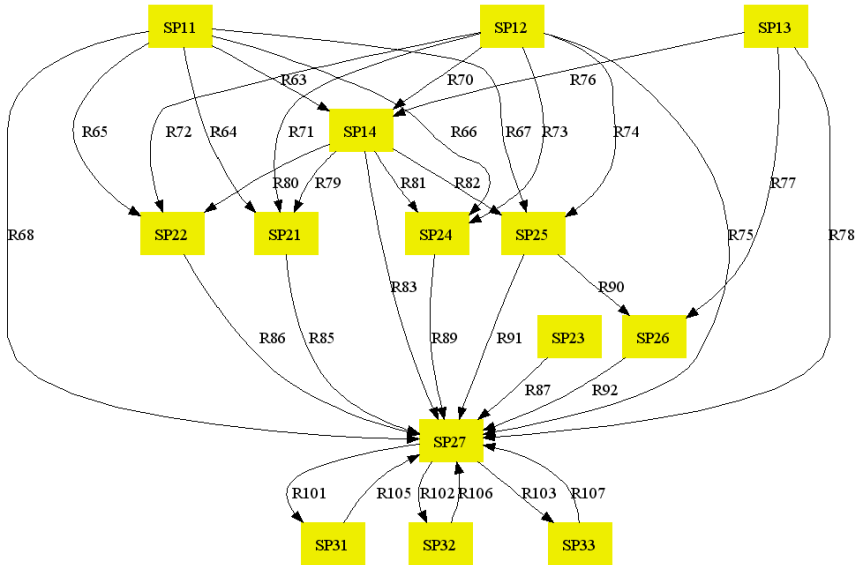 SP11 SP12 SP13
R63 R70 R76
SP14
R65 R72 R64 R71 R66 R67 R73 R74
R80 R79 R81 R82 R77
R68 SP22 SP21 SP24 SP25 R75 R78
R83 R90
R86 R85 R89 R91 SP23 SP26
R87 R92
SP27
R101 R105 R102 R106 R103 R107
SP31 SP32 SP33